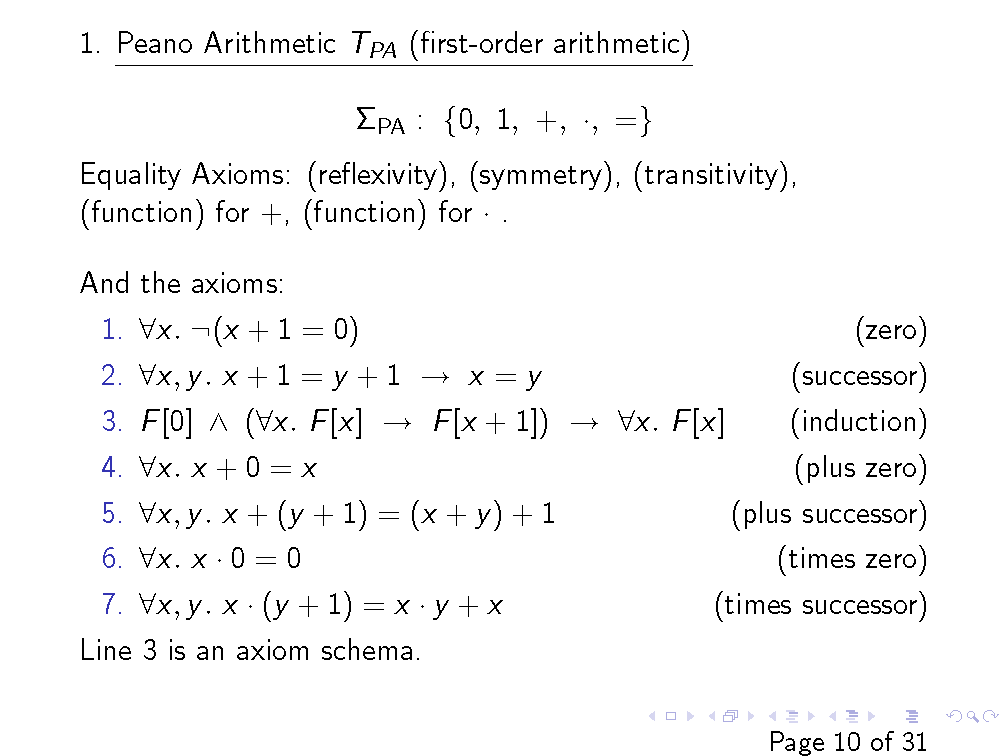 1. Peano Arithmetic T_PA (first-order arithmetic)
Σ_PA : {0, 1, +, ·, =}
Equality Axioms: (reflexivity), (symmetry), (transitivity),
(function) for +, (function) for · .
And the axioms:
1. ∀x. ¬(x + 1 = 0) (zero)
2. ∀x, y. x + 1 = y + 1 → x = y (successor)
3. F[0] ∧ (∀x. F[x] → F[x + 1]) → ∀x. F[x] (induction)
4. ∀x. x + 0 = x (plus zero)
5. ∀x, y. x + (y + 1) = (x + y) + 1 (plus successor)
6. ∀x. x · 0 = 0 (times zero)
7. ∀x, y. x · (y + 1) = x · y + x (times successor)
Line 3 is an axiom schema.
Page 10 of 31